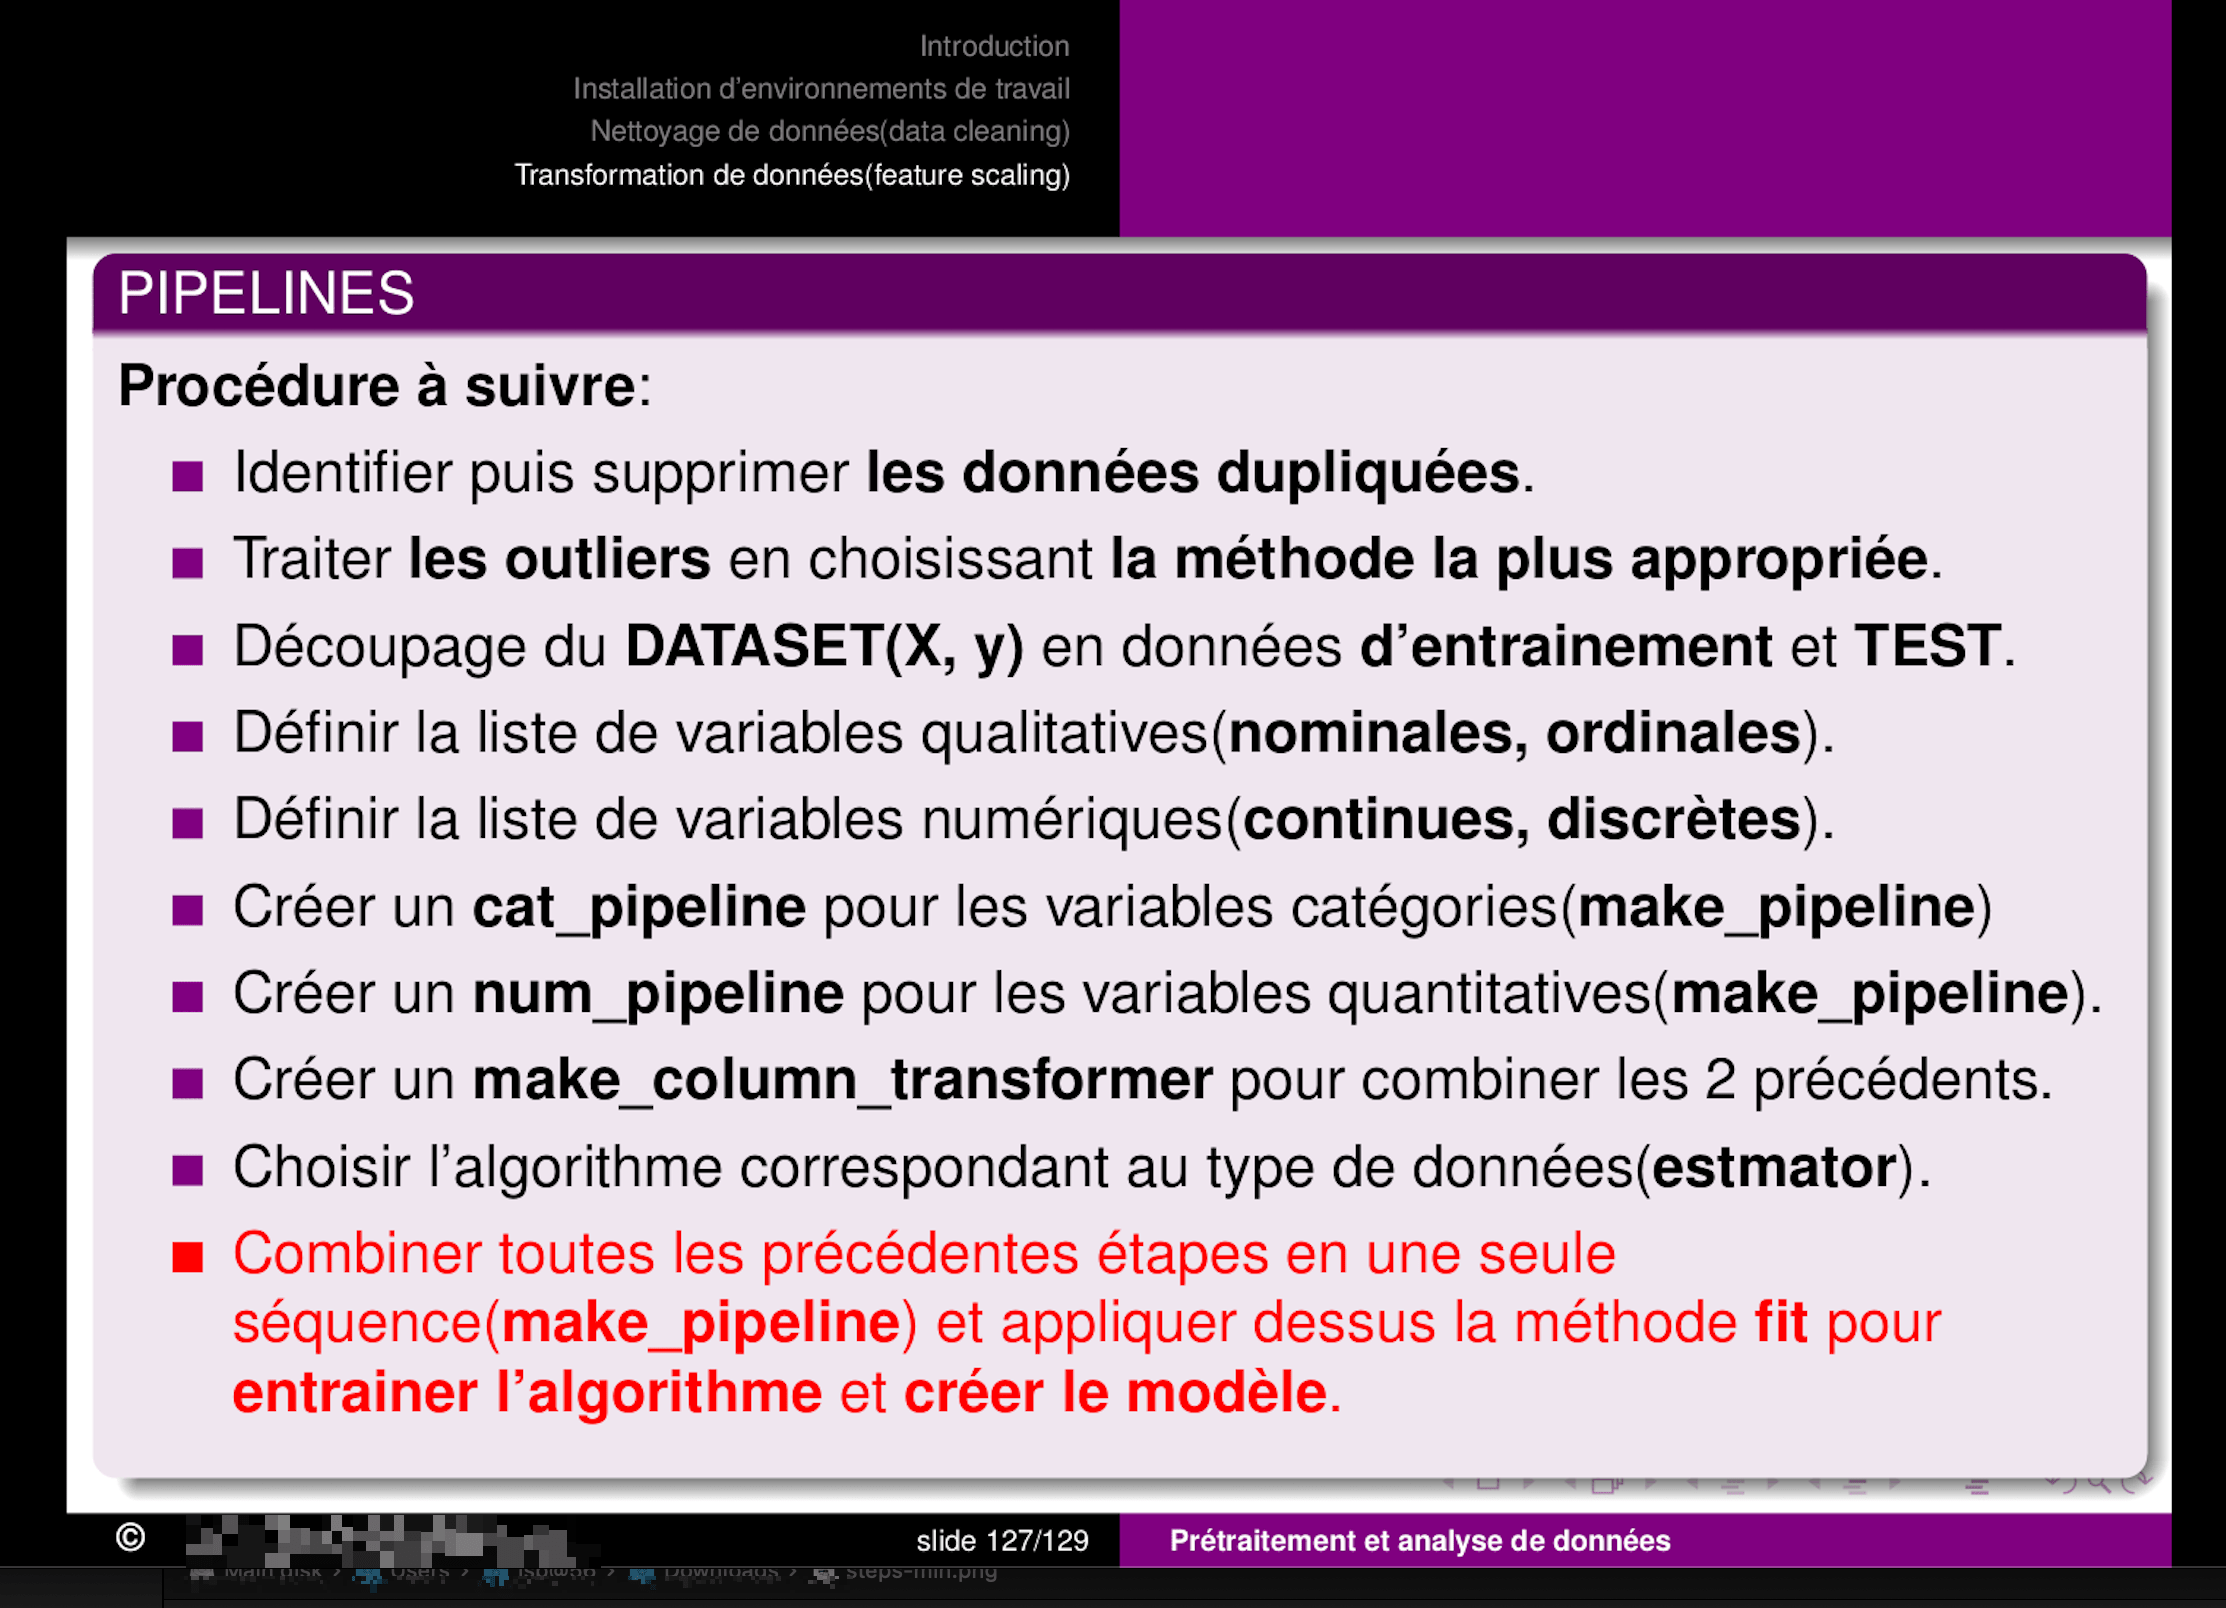 Introduction
Installation d'environnements de travail
Nettoyage de données(data cleaning)
Transformation de données(feature scaling)
PIPELINES
Procédure à suivre:
Identifier puis supprimer les données dupliquées.
Traiter les outliers en choisissant la méthode la plus appropriée.
Découpage du DATASET(X, y) en données d'entrainement et TEST.
Définir la liste de variables qualitatives(nominales, ordinales).
Définir la liste de variables numériques(continues, discrètes).
Créer un cat_pipeline pour les variables catégories(make_pipeline)
Créer un num_pipeline pour les variables quantitatives(make_pipeline).
Créer un make_column_transformer pour combiner les 2 précédents.
Choisir l'algorithme correspondant au type de données(estmator).
Combiner toutes les précédentes étapes en une seule
séquence(make_pipeline) et appliquer dessus la méthode fit pour
entrainer l'algorithme et créer le modèle.
© slide 127/129 Prétraitement et analyse de données
Main disk › Users › › Downloads › steps-min.png